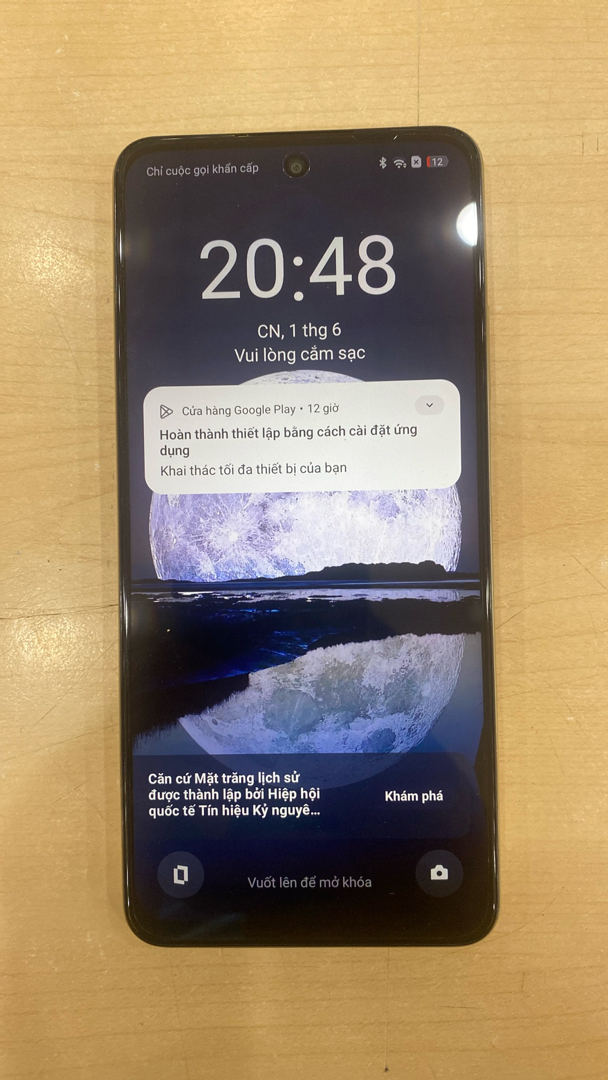 Chỉ cuộc gọi khẩn cấp
12
20:48
CN, 1 thg 6
Vui lòng cắm sạc
Cửa hàng Google Play • 12 giờ
Hoàn thành thiết lập bằng cách cài đặt ứng
dụng
Khai thác tối đa thiết bị của bạn
Căn cứ Mặt trăng lịch sử
được thành lập bởi Hiệp hội
quốc tế Tín hiệu Kỷ nguyê...
Khám phá
Vuốt lên để mở khóa